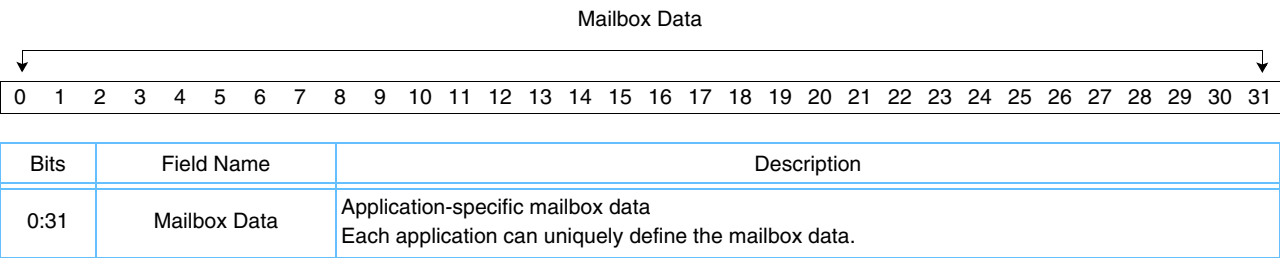 Mailbox Data
0 1 2 3 4 5 6 7 8 9 10 11 12 13 14 15 16 17 18 19 20 21 22 23 24 25 26 27 28 29 30 31
Bits Field Name Description
0:31 Mailbox Data Application-specific mailbox data
Each application can uniquely define the mailbox data.